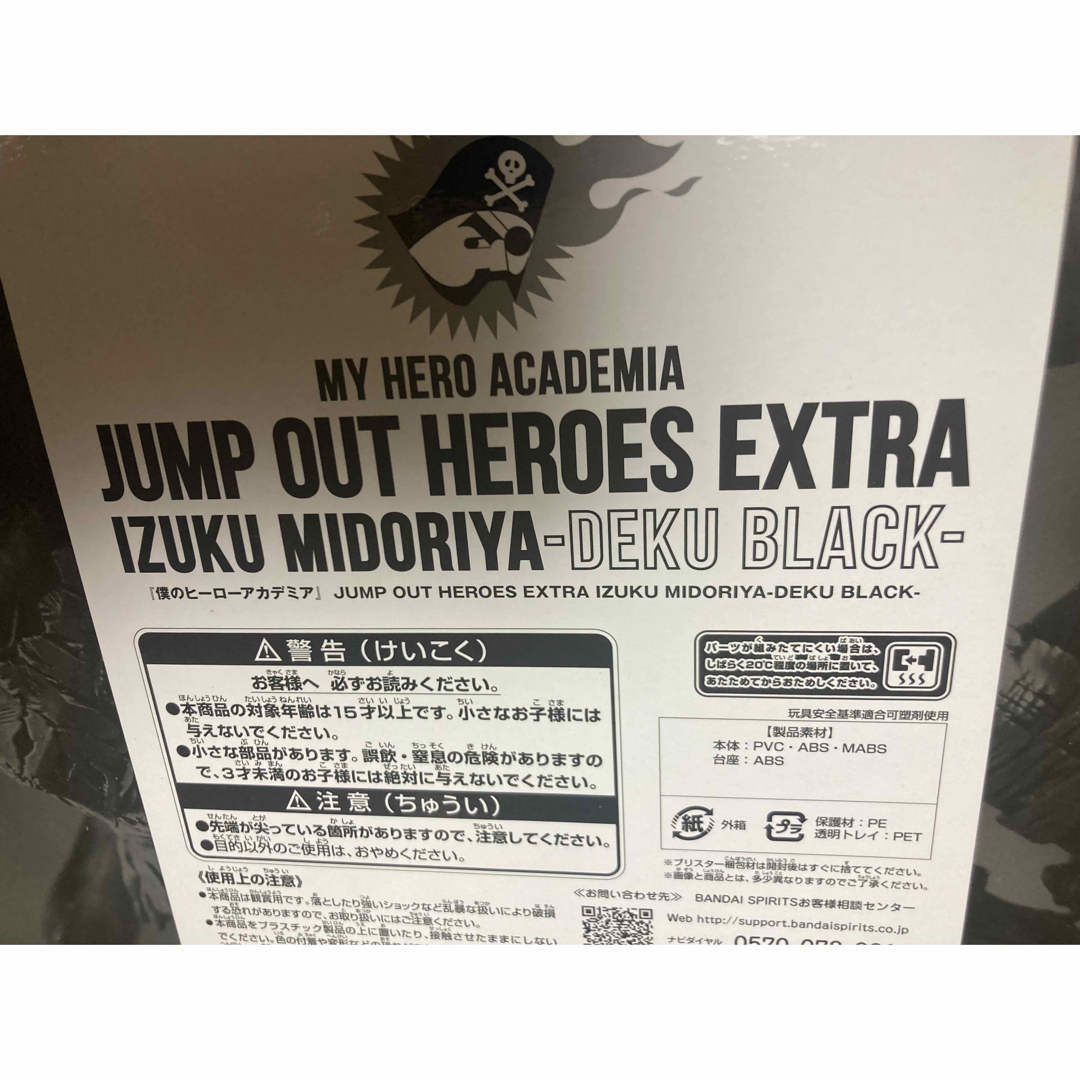 MY HERO ACADEMIA
JUMP OUT HEROES EXTRA
IZUKU MIDORIYA-DEKU BLACK-
『僕のヒーローアカデミア』 JUMP OUT HEROES EXTRA IZUKU MIDORIYA-DEKU BLACK-
⚠警告(けいこく)
お客様へ 必ずお読みください。
●本商品の対象年齢は15才以上です。小さなお子様には
与えないでください。
●小さな部品があります。誤飲・窒息の危険がありますの
で、3才未満のお子様には絶対に与えないでください。
⚠注意(ちゅうい)
●先端が尖っている箇所がありますので、注意してください。
●目的以外のご使用は、おやめください。
《使用上の注意》
●本商品は観賞用です。落としたり強いショックなど乱暴な扱いにより破損
する恐れがありますので、お取り扱いにはご注意ください。
●本商品をプラスチック製品の上に置いたり、接触させたままにしない
でください。色の付着や変形などの
パーツが組みたてにくい場合は、
しばらく20℃程度の場所に置いて、
あたためてからおためしください。
玩具安全基準適合可塑剤使用
【製品素材】
本体:PVC・ABS・MABS
台座:ABS
紙 外箱
プラ 保護材:PE
透明トレイ:PET
※ブリスター梱包材は開封後はすぐに捨ててください。
※画像と商品とは、多少異なりますのでご了承ください。
≪お問い合わせ先≫ BANDAI SPIRITSお客様相談センター
Web http://support.bandaispirits.co.jp
ナビダイヤル 0570-078-